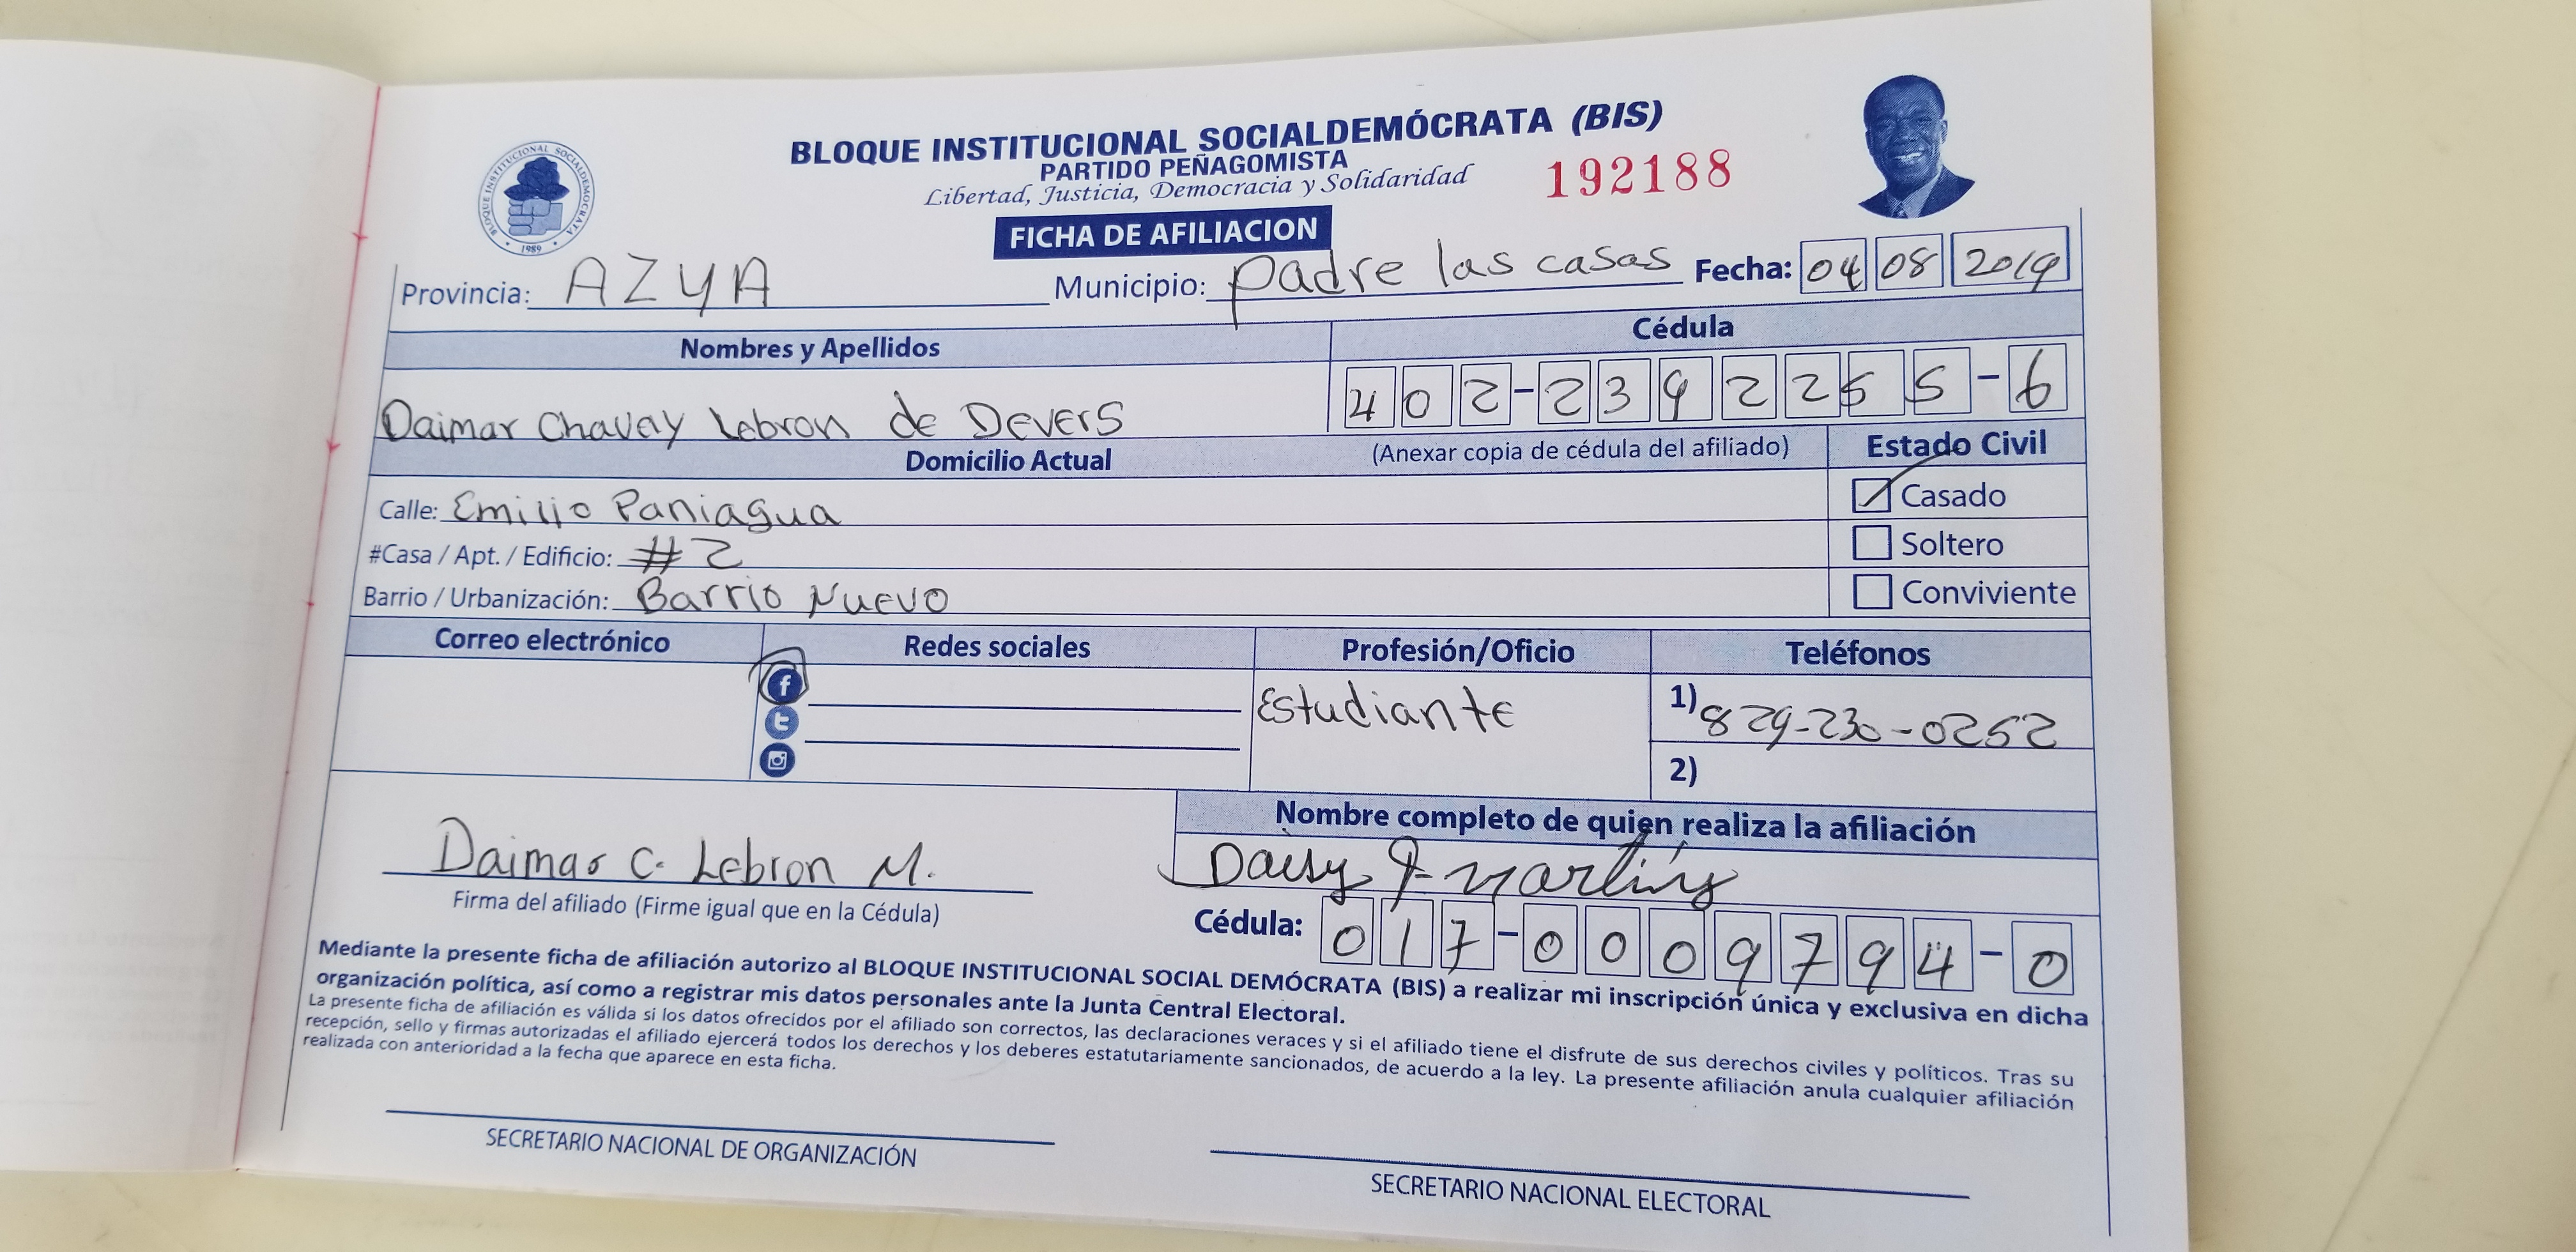 BLOQUE INSTITUCIONAL SOCIALDEMÓCRATA (BIS)
PARTIDO PEÑAGOMISTA
Libertad, Justicia, Democracia y Solidaridad
192188
BLOQUE INSTITUCIONAL SOCIALDEMOCRATA
1989
FICHA DE AFILIACION
Provincia: AZUA Municipio: padre las casas Fecha: 04 08 2019
Nombres y Apellidos Cédula
Daimar Chavely Lebron de Devers 402-2392255-6
Domicilio Actual (Anexar copia de cédula del afiliado) Estado Civil
Calle: Emilio Paniagua Casado
#Casa / Apt. / Edificio: #2 Soltero
Barrio / Urbanización: Barrio Nuevo Conviviente
Correo electrónico Redes sociales Profesión/Oficio Teléfonos
Estudiante 1) 829-230-0252
2)
Nombre completo de quien realiza la afiliación
Daimar C. Lebron M. Daisy J. Martínz
Firma del afiliado (Firme igual que en la Cédula) Cédula: 017-0009794-0
Mediante la presente ficha de afiliación autorizo al BLOQUE INSTITUCIONAL SOCIAL DEMÓCRATA (BIS) a realizar mi inscripción única y exclusiva en dicha
organización política, así como a registrar mis datos personales ante la Junta Central Electoral.
La presente ficha de afiliación es válida si los datos ofrecidos por el afiliado son correctos, las declaraciones veraces y si el afiliado tiene el disfrute de sus derechos civiles y políticos. Tras su
recepción, sello y firmas autorizadas el afiliado ejercerá todos los derechos y los deberes estatutariamente sancionados, de acuerdo a la ley. La presente afiliación anula cualquier afiliación
realizada con anterioridad a la fecha que aparece en esta ficha.
SECRETARIO NACIONAL DE ORGANIZACIÓN
SECRETARIO NACIONAL ELECTORAL